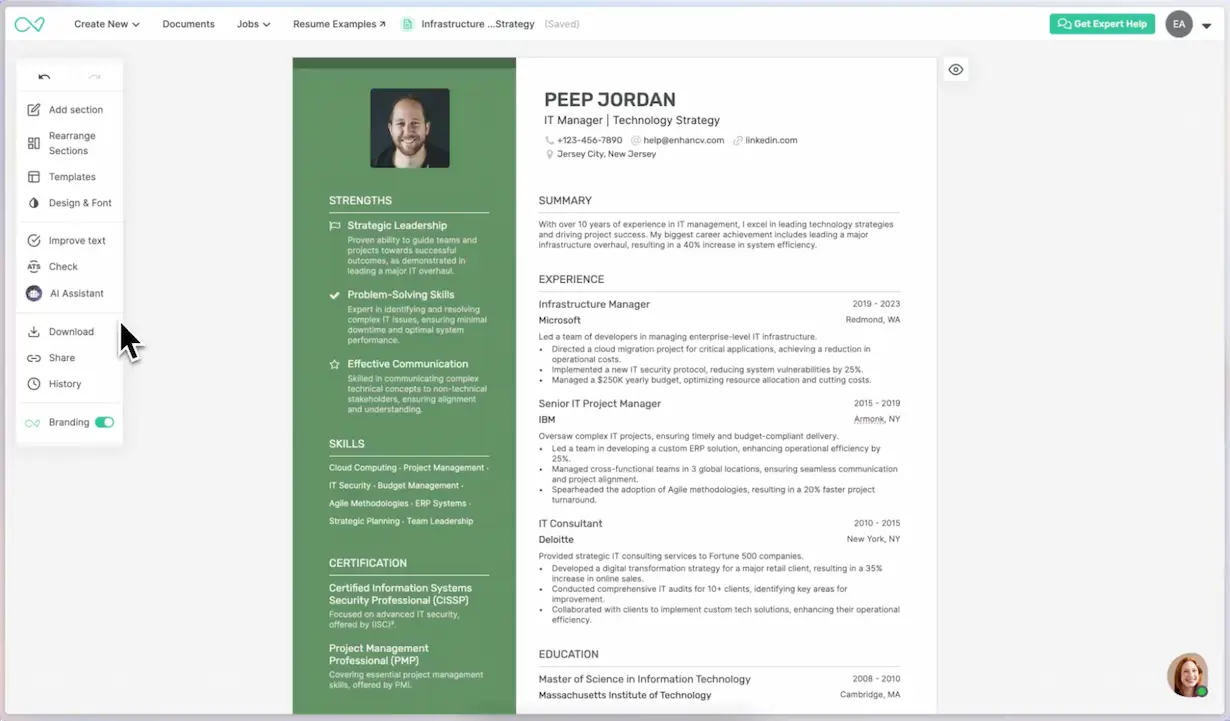 Create New
Documents
Jobs
Resume Examples
Infrastructure ...Strategy (Saved)
Get Expert Help
EA
Add section
Rearrange
Sections
Templates
Design & Font
Improve text
ATS Check
AI Assistant
Download
Share
History
Branding
STRENGTHS
Strategic Leadership
Proven ability to guide teams and
projects towards successful
outcomes, as demonstrated in
leading a major IT overhaul.
Problem-Solving Skills
Expert in identifying and resolving
complex IT issues, ensuring minimal
downtime and optimal system
performance.
Effective Communication
Skilled in communicating complex
technical concepts to non-technical
stakeholders, ensuring alignment
and understanding.
SKILLS
Cloud Computing · Project Management ·
IT Security · Budget Management ·
Agile Methodologies · ERP Systems ·
Strategic Planning · Team Leadership
CERTIFICATION
Certified Information Systems
Security Professional (CISSP)
Focused on advanced IT security,
offered by (ISC)².
Project Management
Professional (PMP)
Covering essential project management
skills, offered by PMI.
PEEP JORDAN
IT Manager | Technology Strategy
+123-456-7890 help@enhancv.com linkedin.com
Jersey City, New Jersey
SUMMARY
With over 10 years of experience in IT management, I excel in leading technology strategies
and driving project success. My biggest career achievement includes leading a major
infrastructure overhaul, resulting in a 40% increase in system efficiency.
EXPERIENCE
Infrastructure Manager 2019 - 2023
Microsoft Redmond, WA
Led a team of developers in managing enterprise-level IT infrastructure.
• Directed a cloud migration project for critical applications, achieving a reduction in
operational costs.
• Implemented a new IT security protocol, reducing system vulnerabilities by 25%.
• Managed a $250K yearly budget, optimizing resource allocation and cutting costs.
Senior IT Project Manager 2015 - 2019
IBM Armonk, NY
Oversaw complex IT projects, ensuring timely and budget-compliant delivery.
• Led a team in developing a custom ERP solution, enhancing operational efficiency by
25%.
• Managed cross-functional teams in 3 global locations, ensuring seamless communication
and project alignment.
• Spearheaded the adoption of Agile methodologies, resulting in a 20% faster project
turnaround.
IT Consultant 2010 - 2015
Deloitte New York, NY
Provided strategic IT consulting services to Fortune 500 companies.
• Developed a digital transformation strategy for a major retail client, resulting in a 35%
increase in online sales.
• Conducted comprehensive IT audits for 10+ clients, identifying key areas for
improvement.
• Collaborated with clients to implement custom tech solutions, enhancing their operational
efficiency.
EDUCATION
Master of Science in Information Technology 2008 - 2010
Massachusetts Institute of Technology Cambridge, MA